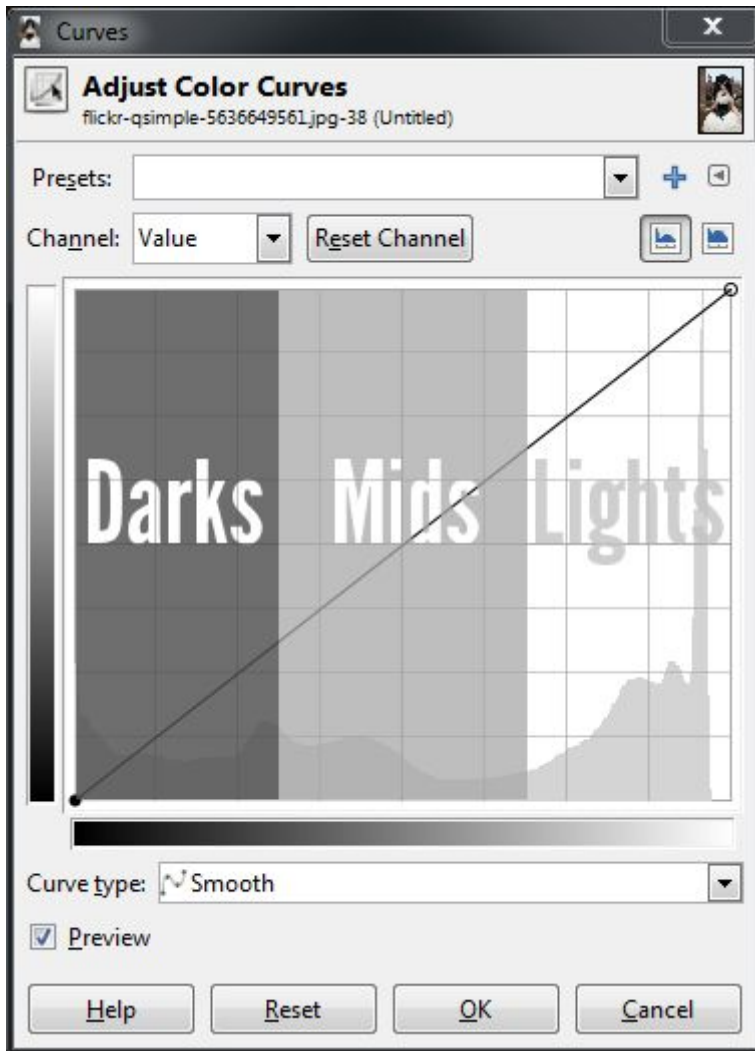 Curves
Adjust Color Curves
flickr-qsimple-5636649561.jpg-38 (Untitled)
Presets:
Channel: Value Reset Channel
Darks Mids Lights
Curve type: Smooth
Preview
Help Reset OK Cancel